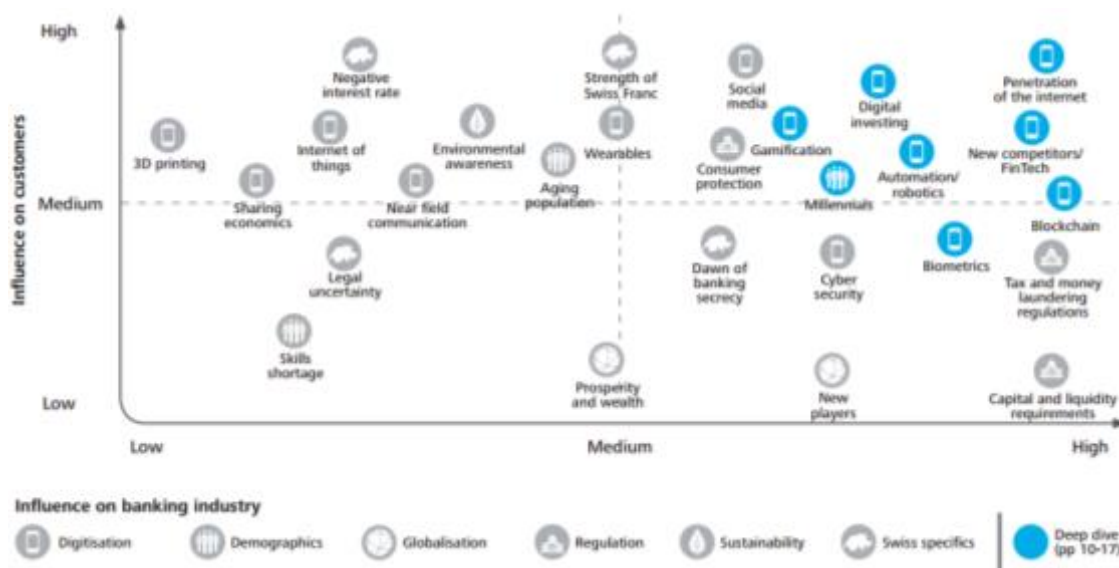 High
Negative
interest rate
Strength of
Swiss Franc
Social
media
Digital
investing
Penetration
of the internet
3D printing
Internet of
things
Environmental
awareness
Wearables
Aging
population
Consumer
protection
Gamification
Automation/
robotics
New competitors/
FinTech
Influence on customers
Medium
Sharing
economics
Near field
communication
Millennials
Blockchain
Legal
uncertainty
Dawn of
banking
secrecy
Cyber
security
Biometrics
Tax and money
laundering
regulations
Skills
shortage
Prosperity
and wealth
New
players
Capital and liquidity
requirements
Low
Low
Medium
High
Influence on banking industry
Digitisation
Demographics
Globalisation
Regulation
Sustainability
Swiss specifics
Deep dive
(pp 10-17)